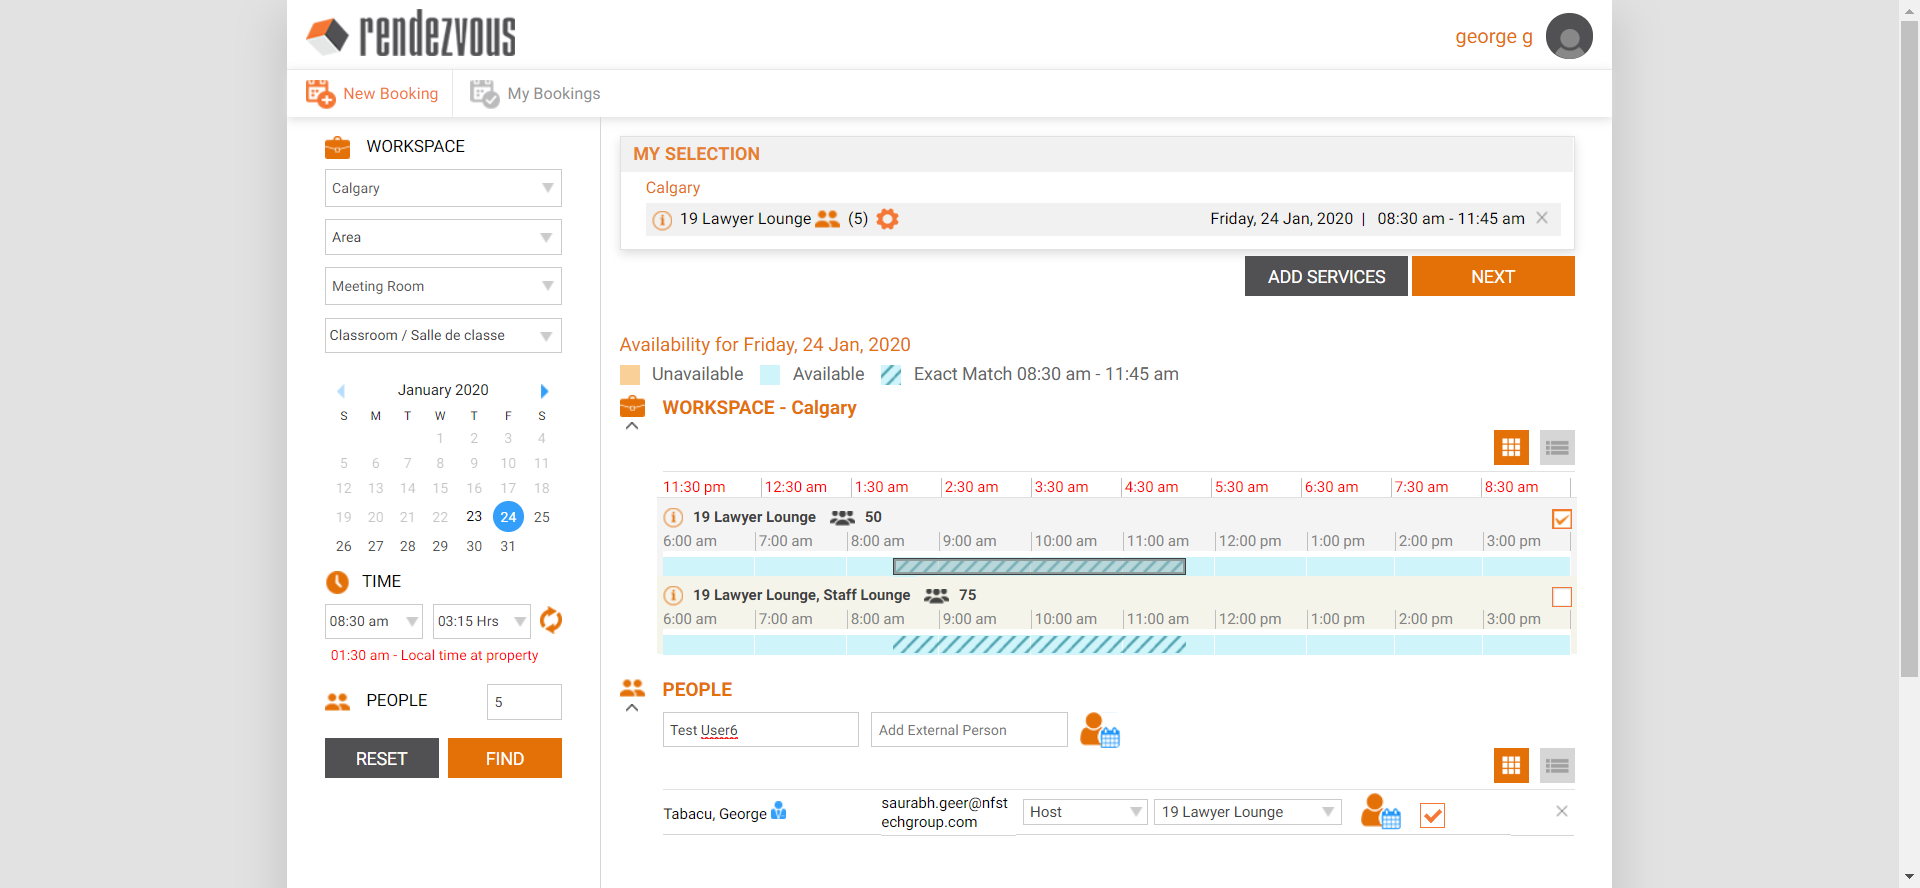 rendezvous
george g
New Booking
My Bookings
WORKSPACE
Calgary
Area
Meeting Room
Classroom / Salle de classe
January 2020
S M T W T F S
1 2 3 4
5 6 7 8 9 10 11
12 13 14 15 16 17 18
19 20 21 22 23 24 25
26 27 28 29 30 31
TIME
08:30 am 03:15 Hrs
01:30 am - Local time at property
PEOPLE 5
RESET FIND
MY SELECTION
Calgary
19 Lawyer Lounge (5) Friday, 24 Jan, 2020 | 08:30 am - 11:45 am
ADD SERVICES NEXT
Availability for Friday, 24 Jan, 2020
Unavailable Available Exact Match 08:30 am - 11:45 am
WORKSPACE - Calgary
11:30 pm 12:30 am 1:30 am 2:30 am 3:30 am 4:30 am 5:30 am 6:30 am 7:30 am 8:30 am
19 Lawyer Lounge 50
6:00 am 7:00 am 8:00 am 9:00 am 10:00 am 11:00 am 12:00 pm 1:00 pm 2:00 pm 3:00 pm
19 Lawyer Lounge, Staff Lounge 75
6:00 am 7:00 am 8:00 am 9:00 am 10:00 am 11:00 am 12:00 pm 1:00 pm 2:00 pm 3:00 pm
PEOPLE
Test User6 Add External Person
Tabacu, George saurabh.geer@nfst Host 19 Lawyer Lounge
echgroup.com